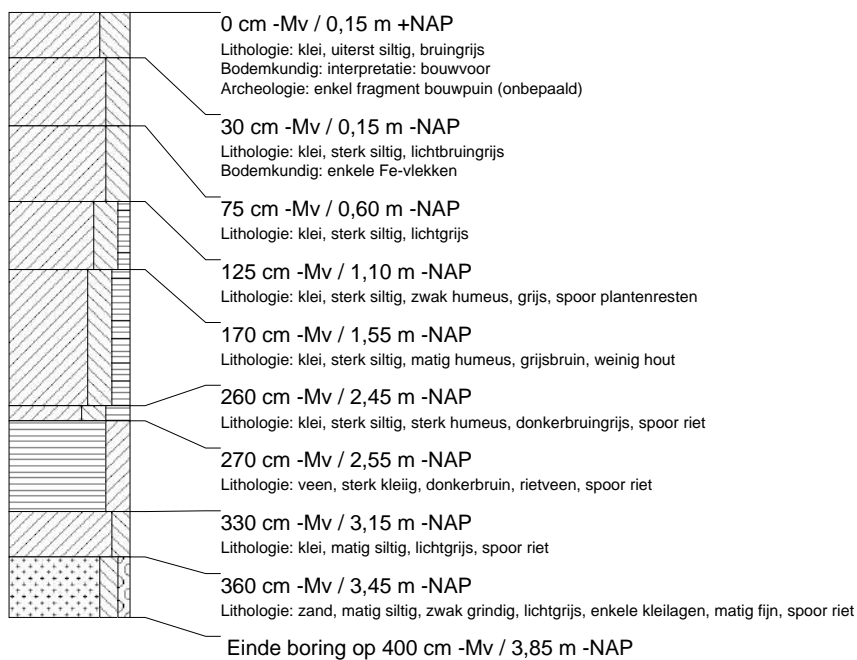 0 cm -Mv / 0,15 m +NAP
Lithologie: klei, uiterst siltig, bruingrijs
Bodemkundig: interpretatie: bouwvoor
Archeologie: enkel fragment bouwpuin (onbepaald)
30 cm -Mv / 0,15 m -NAP
Lithologie: klei, sterk siltig, lichtbruingrijs
Bodemkundig: enkele Fe-vlekken
75 cm -Mv / 0,60 m -NAP
Lithologie: klei, sterk siltig, lichtgrijs
125 cm -Mv / 1,10 m -NAP
Lithologie: klei, sterk siltig, zwak humeus, grijs, spoor plantenresten
170 cm -Mv / 1,55 m -NAP
Lithologie: klei, sterk siltig, matig humeus, grijsbruin, weinig hout
260 cm -Mv / 2,45 m -NAP
Lithologie: klei, sterk siltig, sterk humeus, donkerbruingrijs, spoor riet
270 cm -Mv / 2,55 m -NAP
Lithologie: veen, sterk kleiig, donkerbruin, rietveen, spoor riet
330 cm -Mv / 3,15 m -NAP
Lithologie: klei, matig siltig, lichtgrijs, spoor riet
360 cm -Mv / 3,45 m -NAP
Lithologie: zand, matig siltig, zwak grindig, lichtgrijs, enkele kleilagen, matig fijn, spoor riet
Einde boring op 400 cm -Mv / 3,85 m -NAP